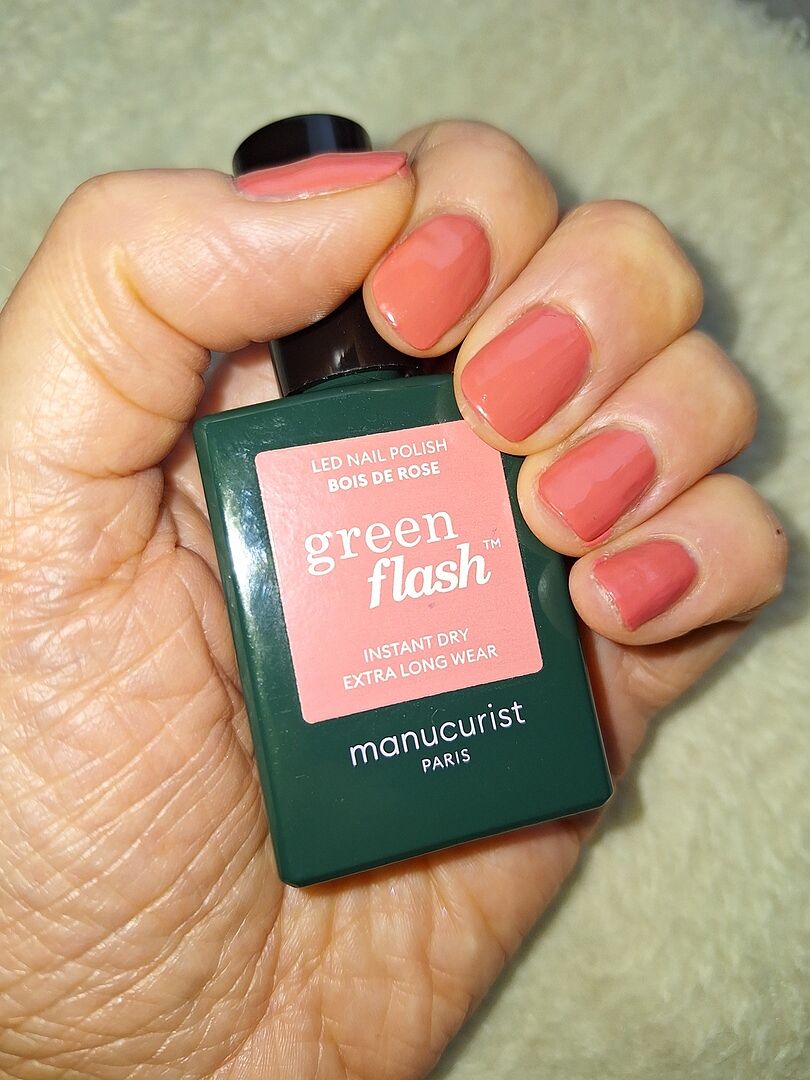 LED NAIL POLISH
BOIS DE ROSE
green
flash™
INSTANT DRY
EXTRA LONG WEAR
manucurist
PARIS